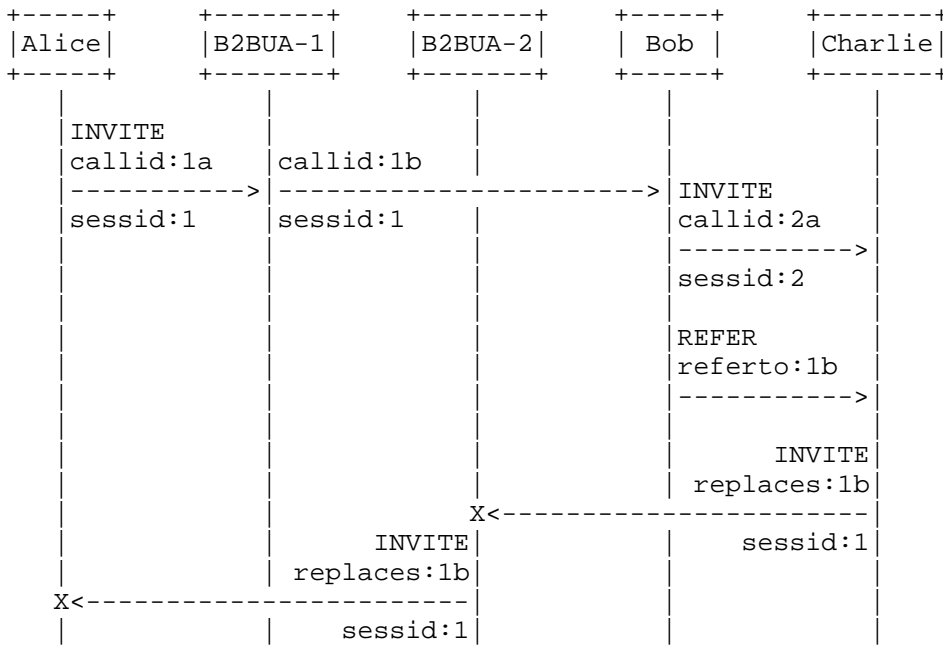 +-----+     +-------+    +-------+    +-----+     +-------+
|Alice|     |B2BUA-1|    |B2BUA-2|    | Bob |     |Charlie|
+-----+     +-------+    +-------+    +-----+     +-------+
   |            |            |           |            |
   |INVITE      |            |           |            |
   |callid:1a   |callid:1b   |           |            |
   |----------->|----------------------->|INVITE      |
   |sessid:1    |sessid:1    |           |callid:2a   |
   |            |            |           |----------->|
   |            |            |           |sessid:2    |
   |            |            |           |            |
   |            |            |           |REFER       |
   |            |            |           |referto:1b  |
   |            |            |           |----------->|
   |            |            |           |            |
   |            |            |           |      INVITE|
   |            |            |           | replaces:1b|
   |            |            X<-----------------------|
   |            |      INVITE|           |    sessid:1|
   |            | replaces:1b|           |            |
   X<------------------------|           |            |
   |            |    sessid:1|           |            |